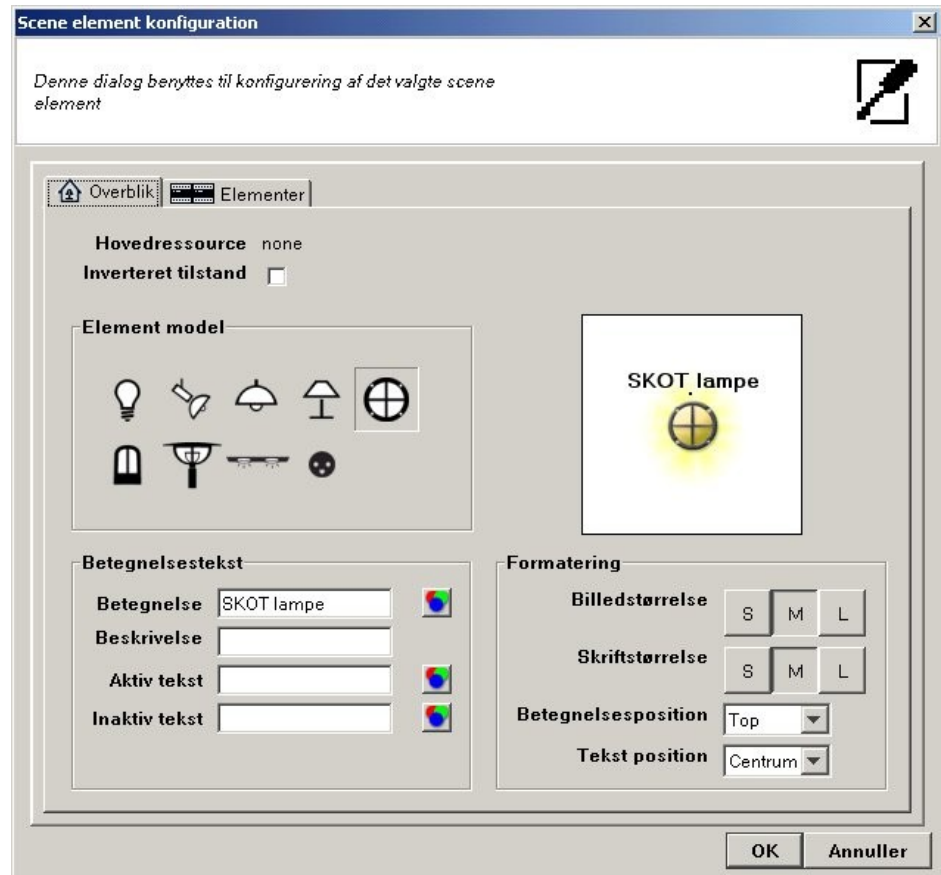 Scene element konfiguration
Denne dialog benyttes til konfigurering af det valgte scene
element
Overblik
Elementer
Hovedressource none
Inverteret tilstand
Element model
SKOT lampe
Betegnelsestekst
Betegnelse SKOT lampe
Beskrivelse
Aktiv tekst
Inaktiv tekst
Formatering
Billedstørrelse S M L
Skriftstørrelse S M L
Betegnelsesposition Top
Tekst position Centrum
OK Annuller